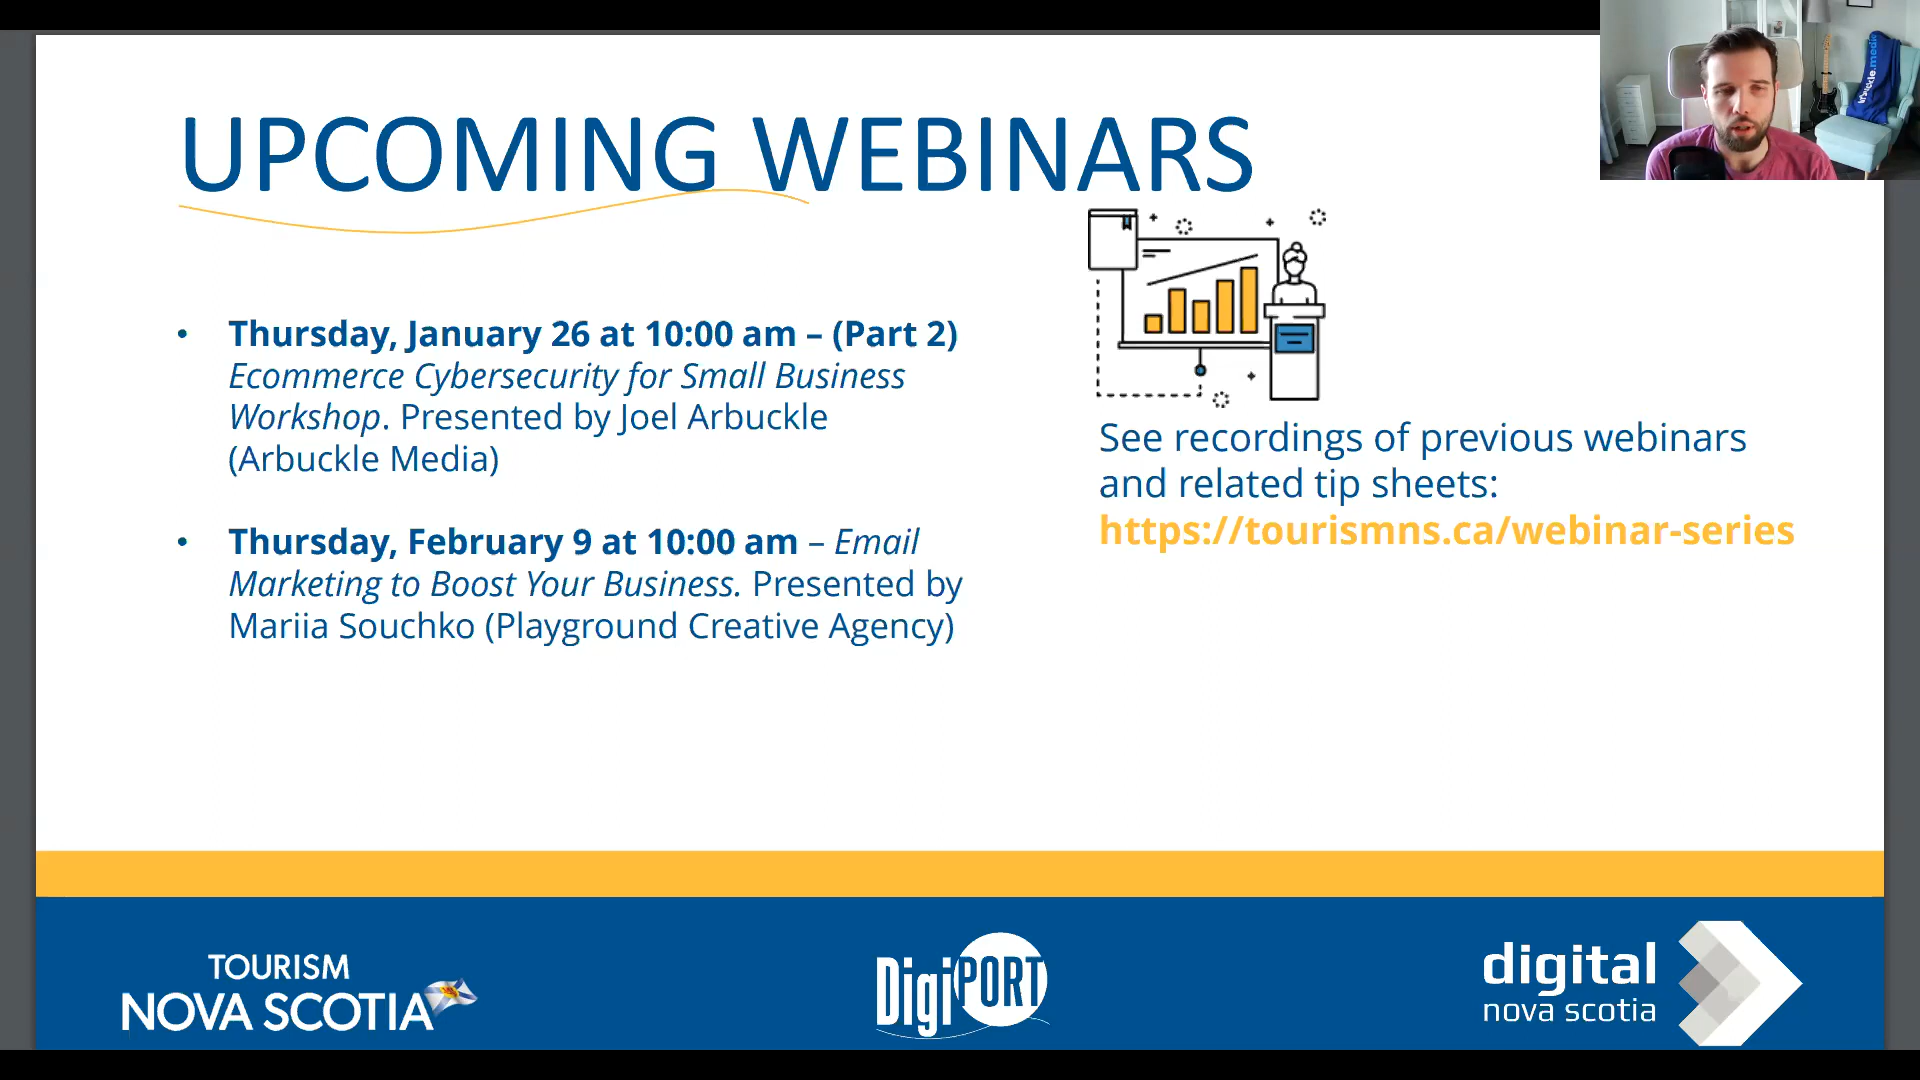 UPCOMING WEBINARS
• Thursday, January 26 at 10:00 am – (Part 2)
Ecommerce Cybersecurity for Small Business
Workshop. Presented by Joel Arbuckle
(Arbuckle Media)
• Thursday, February 9 at 10:00 am – Email
Marketing to Boost Your Business. Presented by
Mariia Souchko (Playground Creative Agency)
See recordings of previous webinars
and related tip sheets:
https://tourismns.ca/webinar-series
arbuckle.media
TOURISM
NOVA SCOTIA
DigiPORT
digital
nova scotia